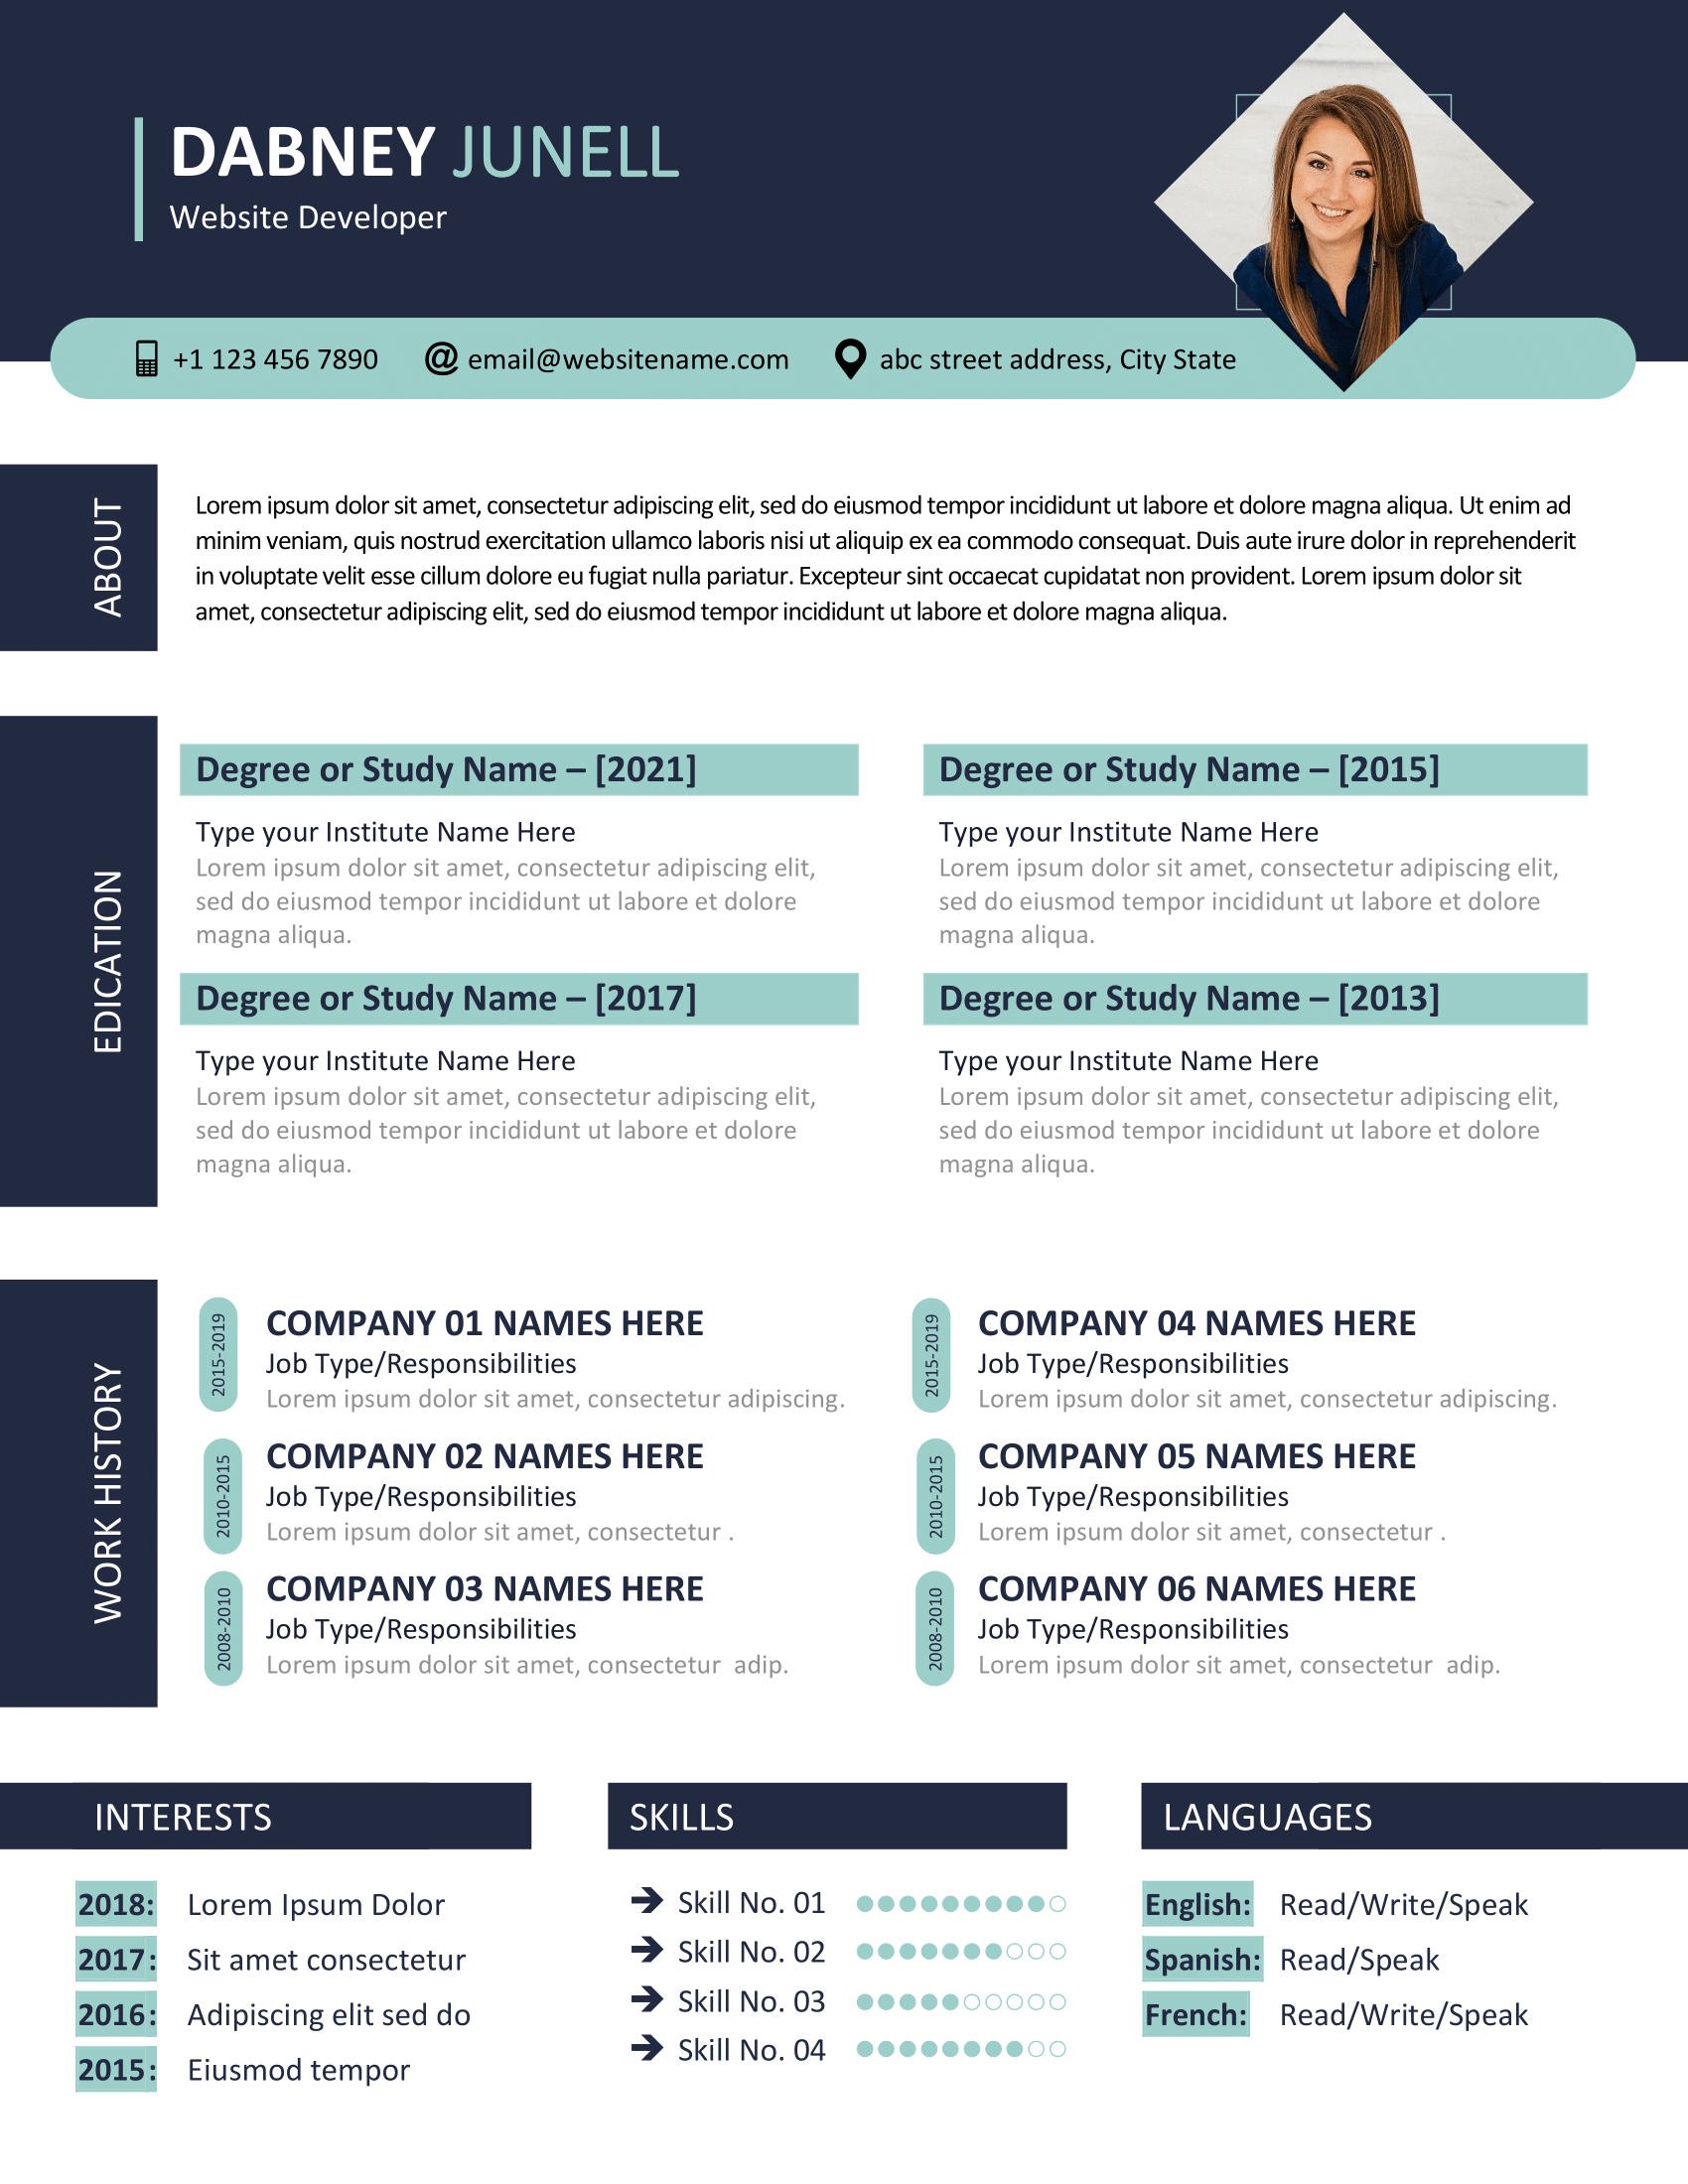 DABNEY JUNELL
Website Developer
+1 123 456 7890
@ email@websitename.com
abc street address, City State
ABOUT
Lorem ipsum dolor sit amet, consectetur adipiscing elit, sed do eiusmod tempor incididunt ut labore et dolore magna aliqua. Ut enim ad
minim veniam, quis nostrud exercitation ullamco laboris nisi ut aliquip ex ea commodo consequat. Duis aute irure dolor in reprehenderit
in voluptate velit esse cillum dolore eu fugiat nulla pariatur. Excepteur sint occaecat cupidatat non provident. Lorem ipsum dolor sit
amet, consectetur adipiscing elit, sed do eiusmod tempor incididunt ut labore et dolore magna aliqua.
EDICATION
Degree or Study Name – [2021]
Type your Institute Name Here
Lorem ipsum dolor sit amet, consectetur adipiscing elit,
sed do eiusmod tempor incididunt ut labore et dolore
magna aliqua.
Degree or Study Name – [2017]
Type your Institute Name Here
Lorem ipsum dolor sit amet, consectetur adipiscing elit,
sed do eiusmod tempor incididunt ut labore et dolore
magna aliqua.
Degree or Study Name – [2015]
Type your Institute Name Here
Lorem ipsum dolor sit amet, consectetur adipiscing elit,
sed do eiusmod tempor incididunt ut labore et dolore
magna aliqua.
Degree or Study Name – [2013]
Type your Institute Name Here
Lorem ipsum dolor sit amet, consectetur adipiscing elit,
sed do eiusmod tempor incididunt ut labore et dolore
magna aliqua.
WORK HISTORY
2015-2019
COMPANY 01 NAMES HERE
Job Type/Responsibilities
Lorem ipsum dolor sit amet, consectetur adipiscing.
2010-2015
COMPANY 02 NAMES HERE
Job Type/Responsibilities
Lorem ipsum dolor sit amet, consectetur .
2008-2010
COMPANY 03 NAMES HERE
Job Type/Responsibilities
Lorem ipsum dolor sit amet, consectetur  adip.
2015-2019
COMPANY 04 NAMES HERE
Job Type/Responsibilities
Lorem ipsum dolor sit amet, consectetur adipiscing.
2010-2015
COMPANY 05 NAMES HERE
Job Type/Responsibilities
Lorem ipsum dolor sit amet, consectetur .
2008-2010
COMPANY 06 NAMES HERE
Job Type/Responsibilities
Lorem ipsum dolor sit amet, consectetur  adip.
INTERESTS
2018: Lorem Ipsum Dolor
2017: Sit amet consectetur
2016: Adipiscing elit sed do
2015: Eiusmod tempor
SKILLS
Skill No. 01
Skill No. 02
Skill No. 03
Skill No. 04
LANGUAGES
English: Read/Write/Speak
Spanish: Read/Speak
French: Read/Write/Speak